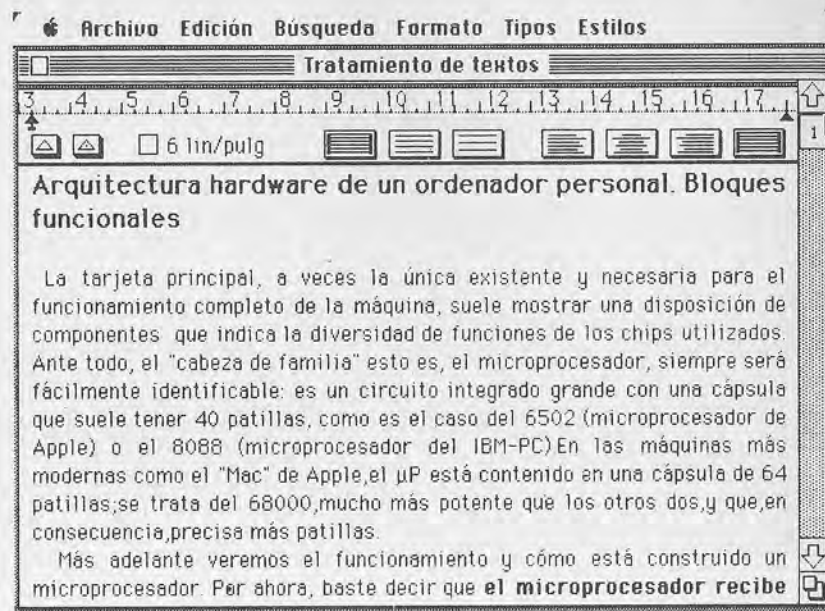 Archivo Edición Búsqueda Formato Tipos Estilos
Tratamiento de textos
3 4 5 6 7 8 9 10 11 12 13 14 15 16 17
6 lin/pulg
1
Arquitectura hardware de un ordenador personal. Bloques
funcionales
La tarjeta principal, a veces la única existente y necesaria para el
funcionamiento completo de la máquina, suele mostrar una disposición de
componentes que indica la diversidad de funciones de los chips utilizados.
Ante todo, el "cabeza de familia" esto es, el microprocesador, siempre será
fácilmente identificable: es un circuito integrado grande con una cápsula
que suele tener 40 patillas, como es el caso del 6502 (microprocesador de
Apple) o el 8088 (microprocesador del IBM-PC).En las máquinas más
modernas como el "Mac" de Apple,el µP está contenido en una cápsula de 64
patillas;se trata del 68000,mucho más potente que los otros dos,y que,en
consecuencia,precisa más patillas.
Más adelante veremos el funcionamiento y cómo está construido un
microprocesador. Por ahora, baste decir que el microprocesador recibe